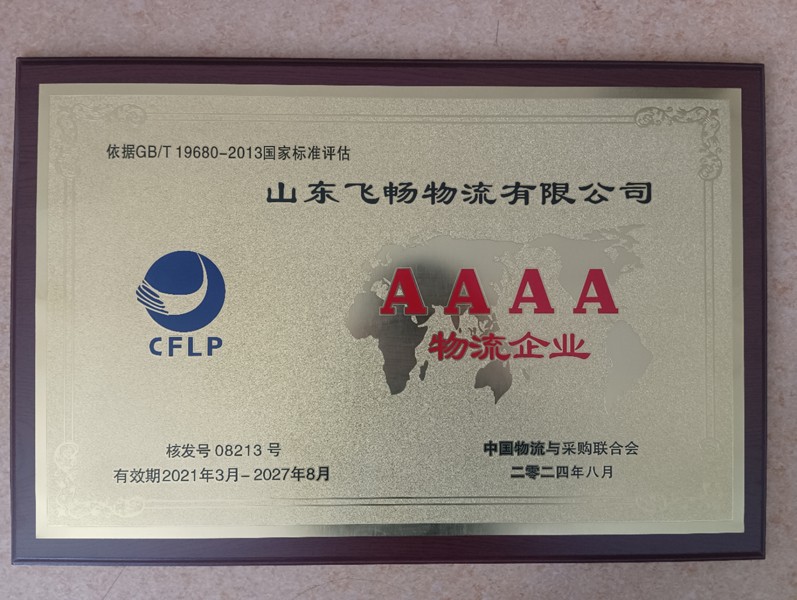 依据GB/T 19680-2013国家标准评估
山东飞畅物流有限公司
CFLP
AAAA
物流企业
核发号 08213 号
有效期2021年3月-2027年8月
中国物流与采购联合会
二零二四年八月